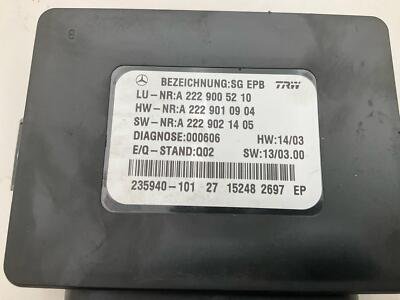 8
BEZEICHNUNG:SG EPB TRW
LU-NR:A 222 900 52 10
HW-NR:A 222 901 09 04
SW-NR:A 222 902 14 05
DIAGNOSE:000606 HW:14/03
E/Q-STAND:Q02 SW:13/03.00
235940-101 27 15248 2697 EP